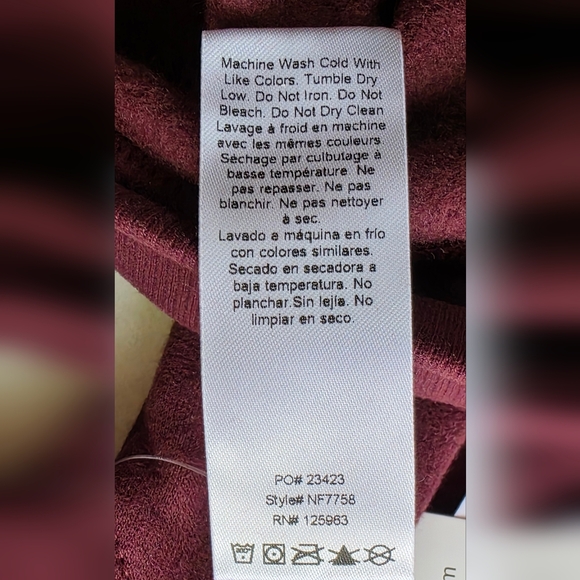 Machine Wash Cold With
Like Colors. Tumble Dry
Low. Do Not Iron. Do Not
Bleach. Do Not Dry Clean
Lavage à froid en machine
avec les mêmes couleurs.
Séchage par culbutage à
basse température. Ne
pas repasser. Ne pas
blanchir. Ne pas nettoyer
à sec.
Lavado a máquina en frío
con colores similares.
Secado en secadora a
baja temperatura. No
planchar.Sin lejía. No
limpiar en seco.
PO# 23423
Style# NF7758
RN# 125963
m